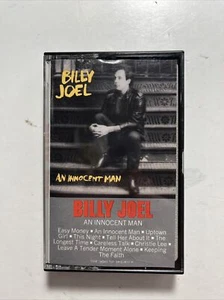 BILLY
JOEL
AN INNOCENT MAN
BILLY JOEL
AN INNOCENT MAN
Easy Money • An Innocent Man • Uptown
Girl • This Night • Tell Her About It • The
Longest Time • Careless Talk • Christie Lee •
Leave A Tender Moment Alone • Keeping
The Faith